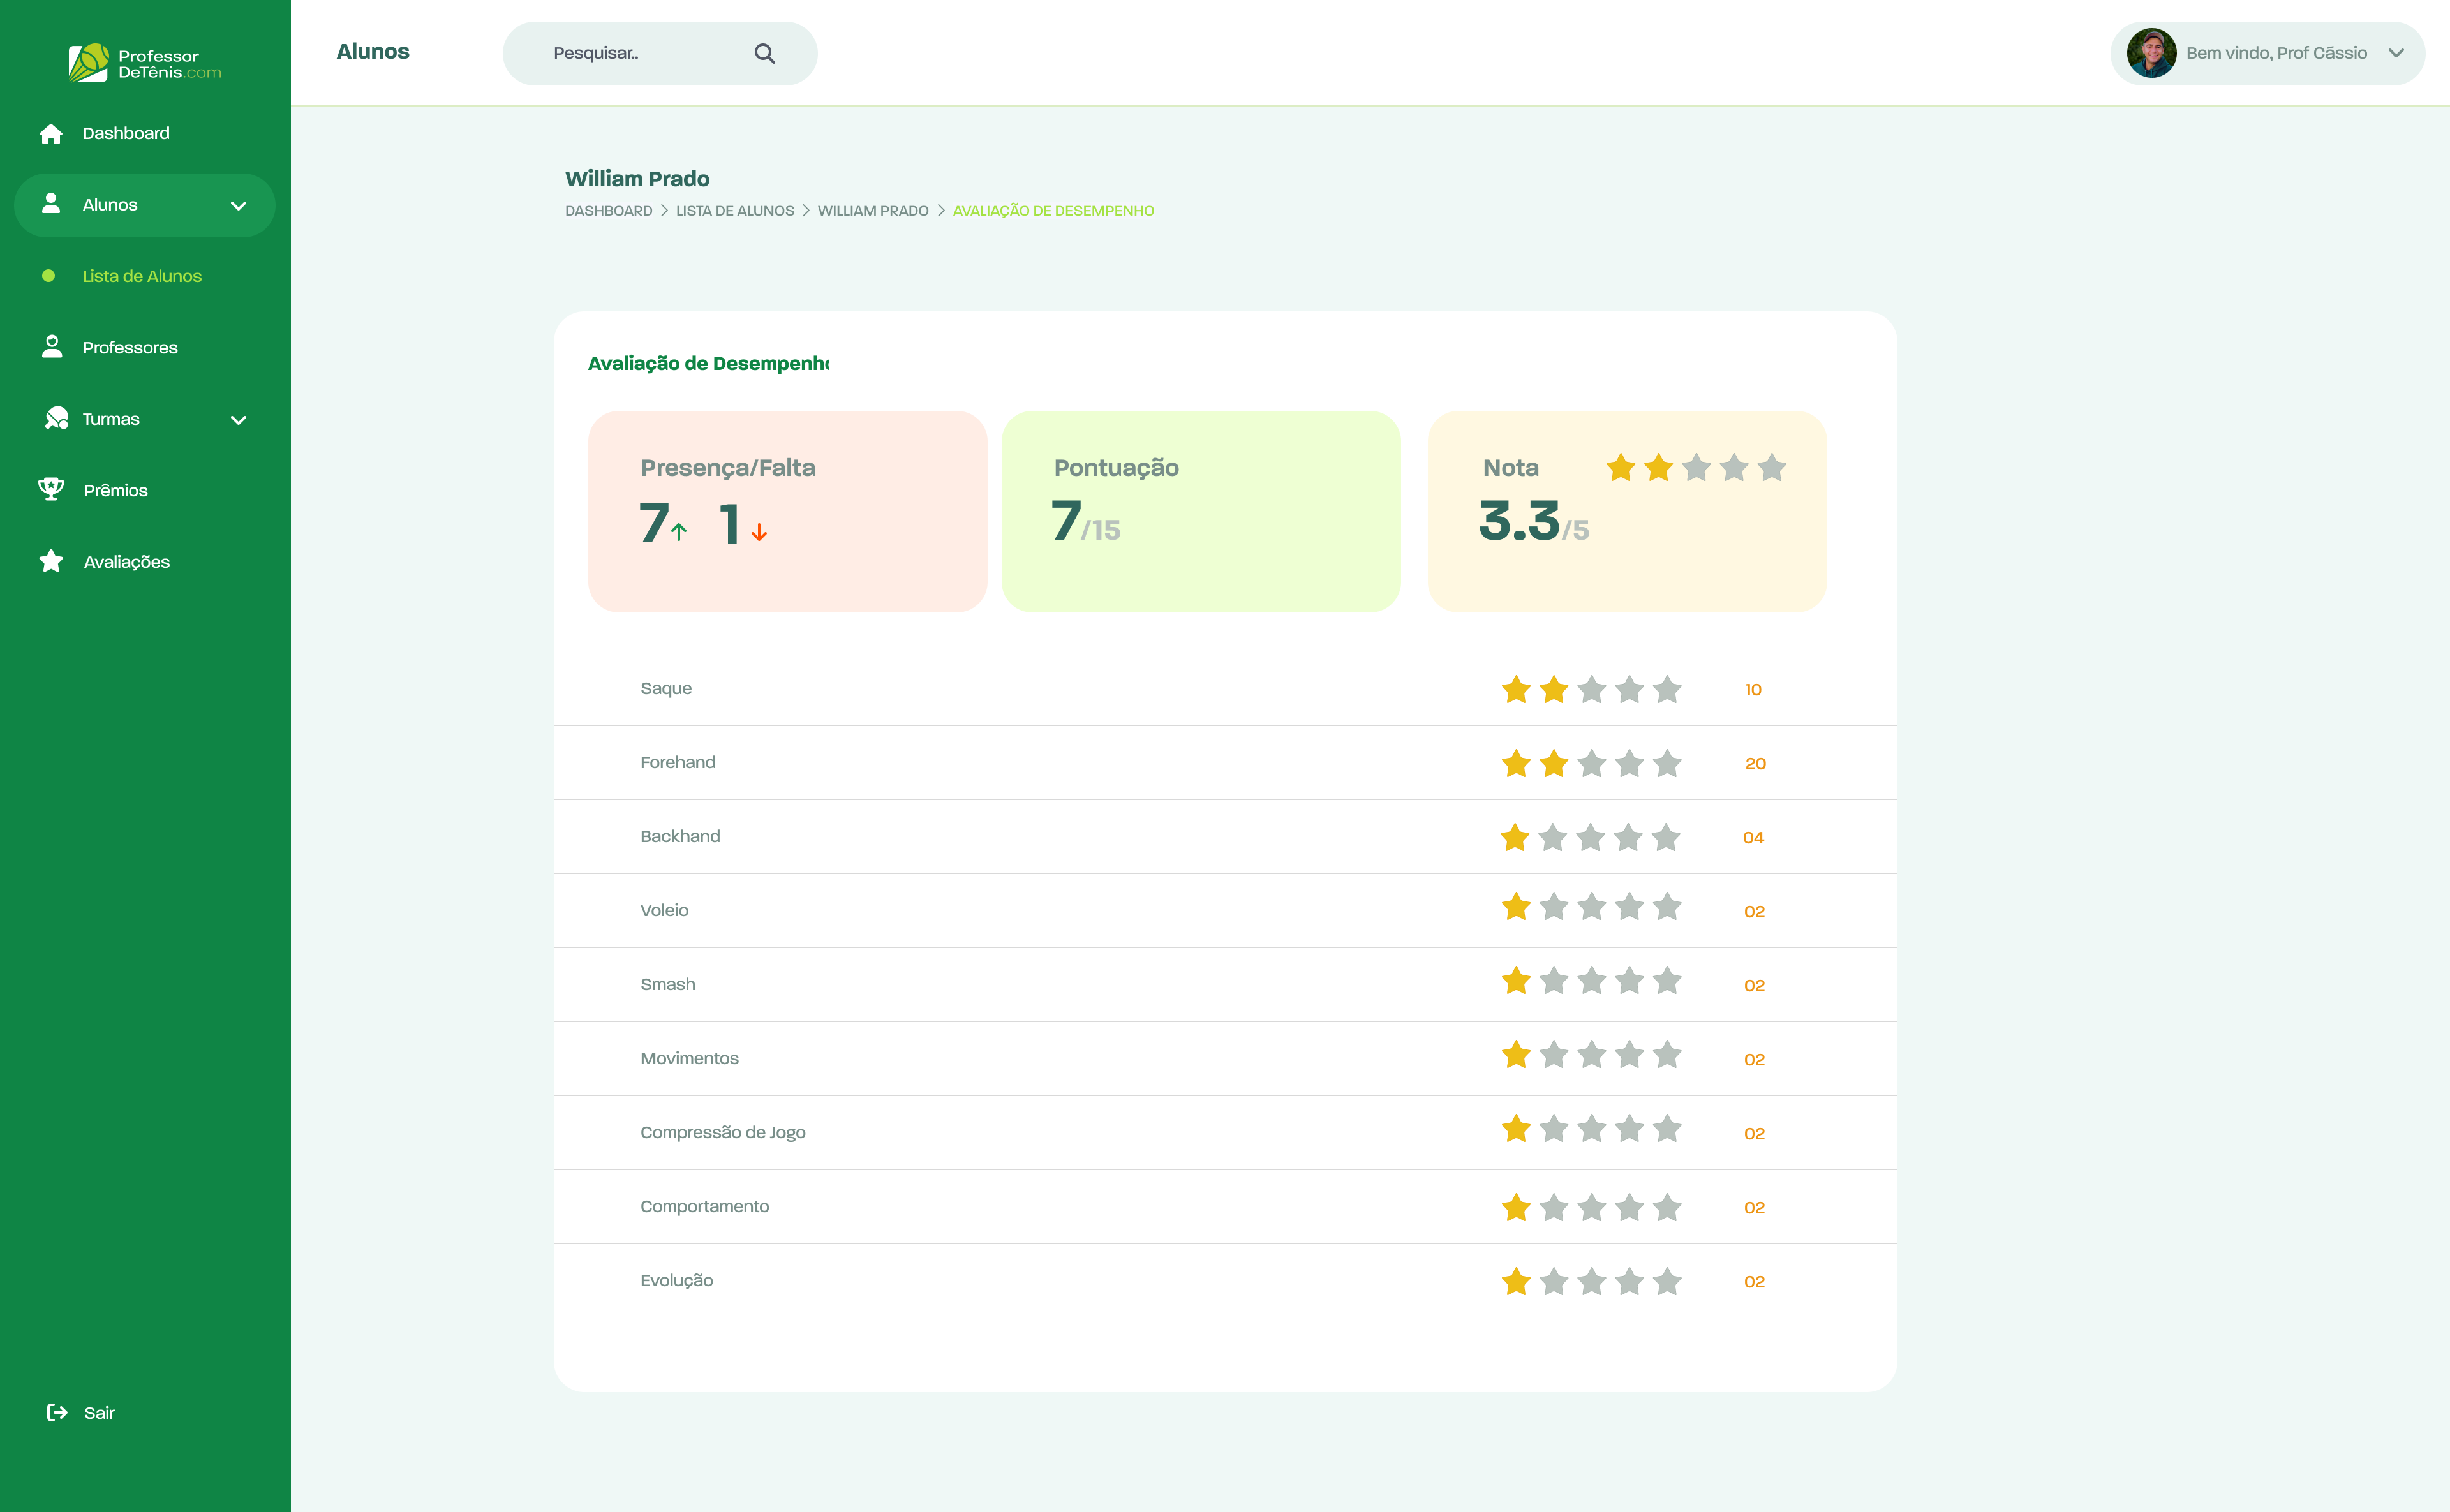 Professor
DeTênis.com
Dashboard
Alunos
Lista de Alunos
Professores
Turmas
Prêmios
Avaliações
Sair
Alunos
Pesquisar..
Bem vindo, Prof Cássio
William Prado
DASHBOARD > LISTA DE ALUNOS > WILLIAM PRADO > AVALIAÇÃO DE DESEMPENHO
Avaliação de Desempenho
Presença/Falta
7 1
Pontuação
7/15
Nota
3.3/5
Saque 10
Forehand 20
Backhand 04
Voleio 02
Smash 02
Movimentos 02
Compressão de Jogo 02
Comportamento 02
Evolução 02